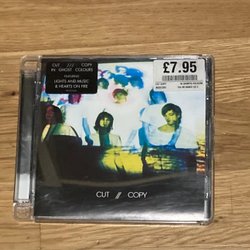 CUT /// COPY
IN GHOST COLOURS
FEATURING
LIGHTS AND MUSIC
& HEARTS ON FIRE
£7.95
CUT // COPY